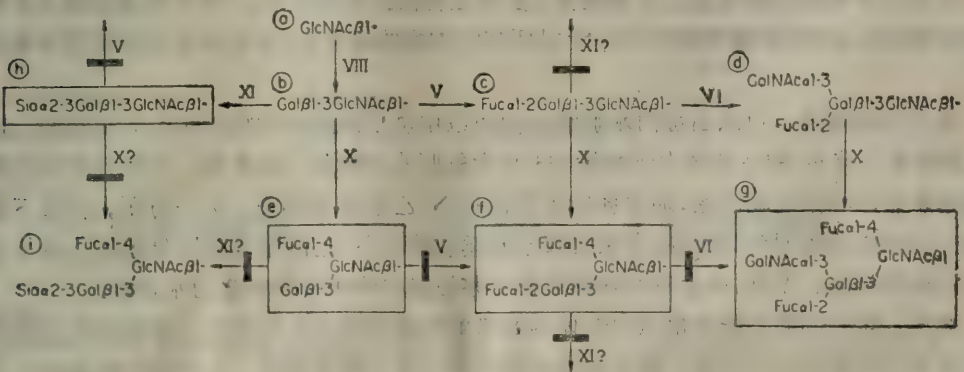 ⓐ GlcNAcβ1-
VIII
V
XI?
ⓗ
ⓑ
ⓒ
ⓓ
GalNAcα1-3
Siaα2-3Galβ1-3GlcNAcβ1-
XI
Galβ1-3GlcNAcβ1-
V
Fucα1-2Galβ1-3GlcNAcβ1-
VI
Galβ1-3GlcNAcβ1-
Fucα1-2
X?
X
X
X
ⓘ
ⓔ
ⓕ
ⓖ
Fucα1-4
GlcNAcβ1-
Siaα2-3Galβ1-3
XI?
Fucα1-4
GlcNAcβ1-
Galβ1-3
V
Fucα1-4
GlcNAcβ1-
Fucα1-2Galβ1-3
VI
Fucα1-4
GlcNAcβ1
GalNAcα1-3
Galβ1-3
Fucα1-2
XI?